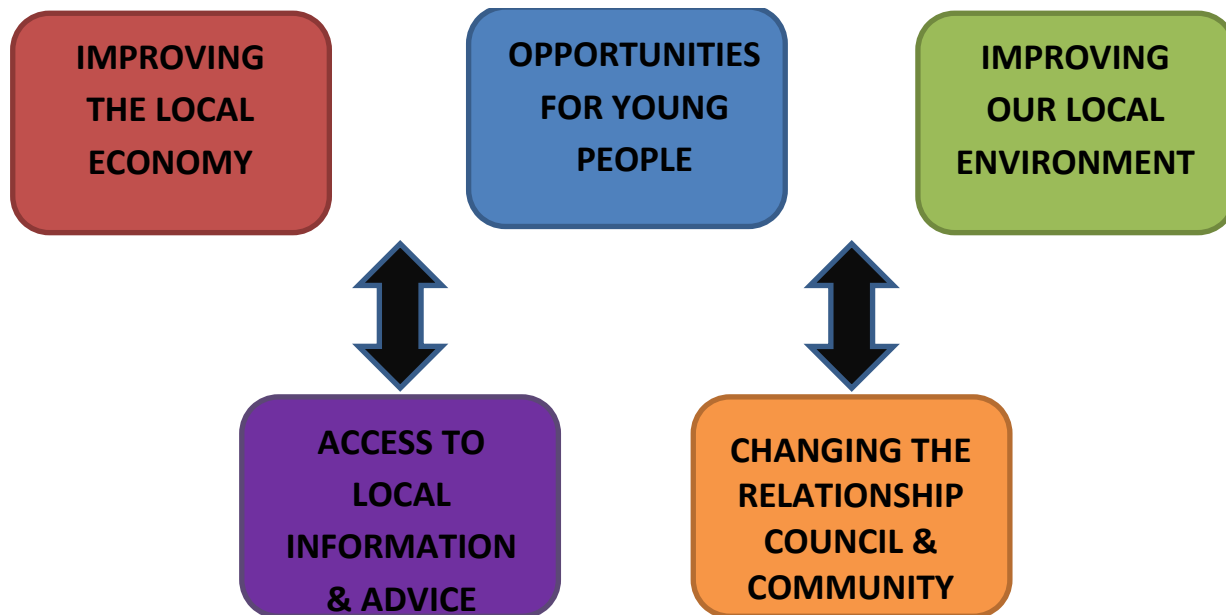 IMPROVING
THE LOCAL
ECONOMY
OPPORTUNITIES
FOR YOUNG
PEOPLE
IMPROVING
OUR LOCAL
ENVIRONMENT
ACCESS TO
LOCAL
INFORMATION
& ADVICE
CHANGING THE
RELATIONSHIP
COUNCIL &
COMMUNITY